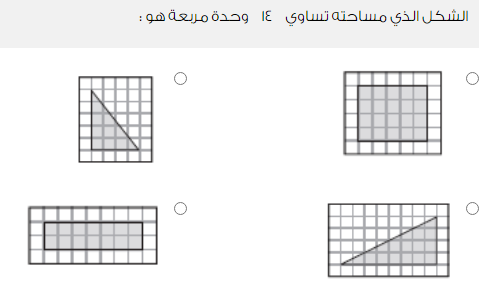 الشكل الذي مساحته تساوي ١٤ وحدة مربعة هو :